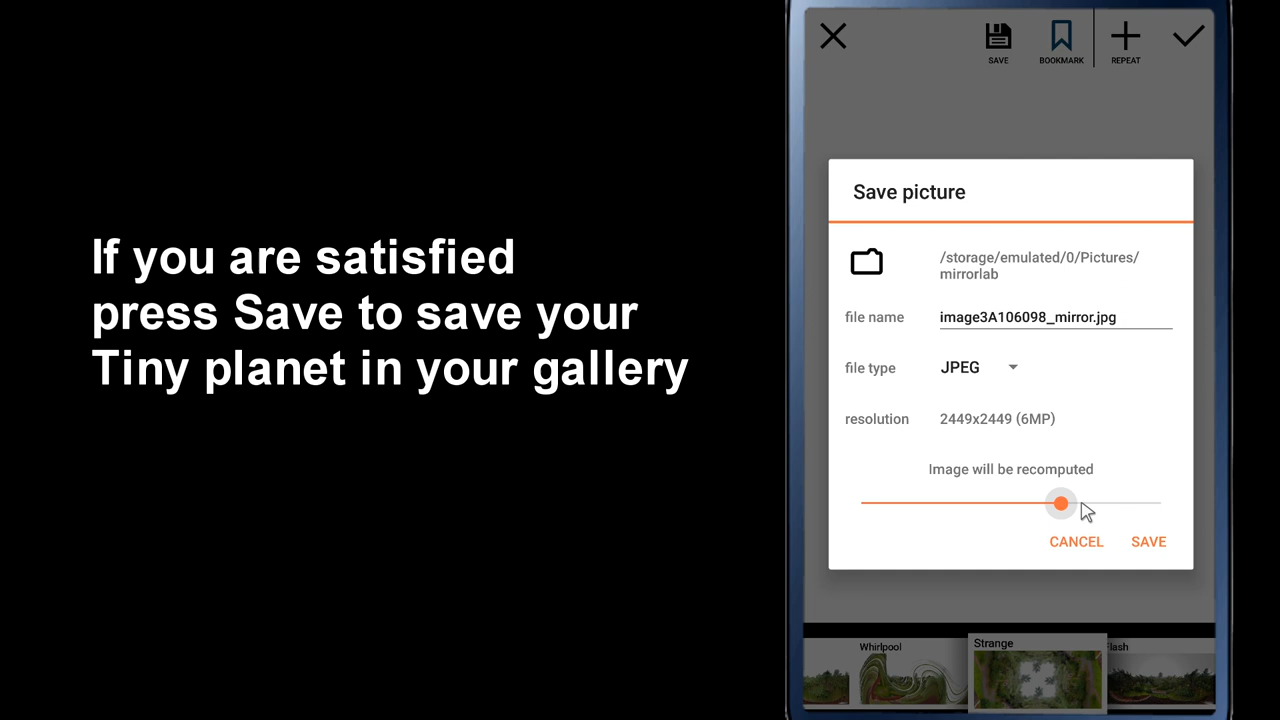 If you are satisfied
press Save to save your
Tiny planet in your gallery
SAVE
BOOKMARK
REPEAT
Save picture
/storage/emulated/0/Pictures/
mirrorlab
file name image3A106098_mirror.jpg
file type JPEG
resolution 2449x2449 (6MP)
Image will be recomputed
CANCEL SAVE
Whirlpool
Strange
Flash